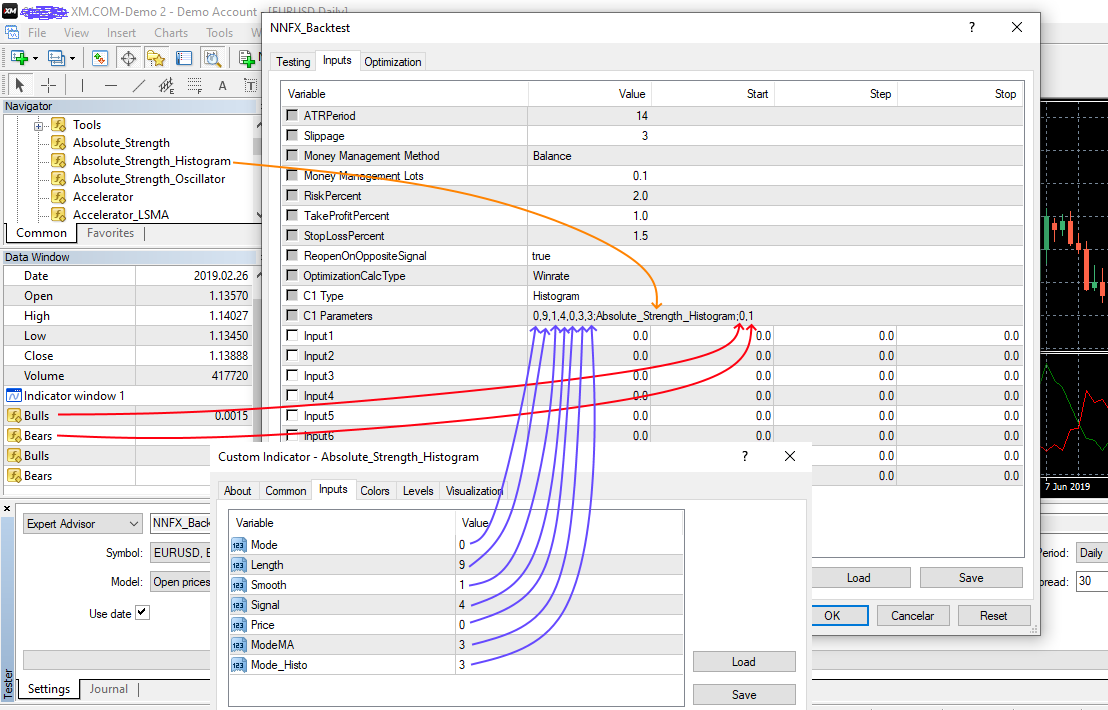 XM.COM-Demo 2 - Demo Account - [EURUSD,Daily]
File View Insert Charts Tools
Navigator
Tools
Absolute_Strength
Absolute_Strength_Histogram
Absolute_Strength_Oscillator
Accelerator
Accelerator_LSMA
Common Favorites
Data Window
Date 2019.02.26
Open 1.13570
High 1.14027
Low 1.13450
Close 1.13888
Volume 417720
Indicator window 1
Bulls 0.0015
Bears
Bulls
Bears
NNFX_Backtest
Testing Inputs Optimization
Variable Value Start Step Stop
ATRPeriod 14
Slippage 3
Money Management Method Balance
Money Management Lots 0.1
RiskPercent 2.0
TakeProfitPercent 1.0
StopLossPercent 1.5
ReopenOnOppositeSignal true
OptimizationCalcType Winrate
C1 Type Histogram
C1 Parameters 0,9,1,4,0,3,3;Absolute_Strength_Histogram;0,1
Input1 0.0 0.0 0.0 0.0
Input2 0.0 0.0 0.0 0.0
Input3 0.0 0.0 0.0 0.0
Input4 0.0 0.0 0.0 0.0
Input5 0.0 0.0 0.0 0.0
Input6 0.0 0.0 0.0 0.0
0.0 0.0
0.0 0.0
Load Save
OK Cancelar Reset
Custom Indicator - Absolute_Strength_Histogram
About Common Inputs Colors Levels Visualization
Variable Value
Mode 0
Length 9
Smooth 1
Signal 4
Price 0
ModeMA 3
Mode_Histo 3
Load
Save
7 Jun 2019
Expert Advisor NNFX_Back
Symbol: EURUSD, E
Model: Open prices
Use date
Period: Daily
Spread: 30
Tester
Settings Journal